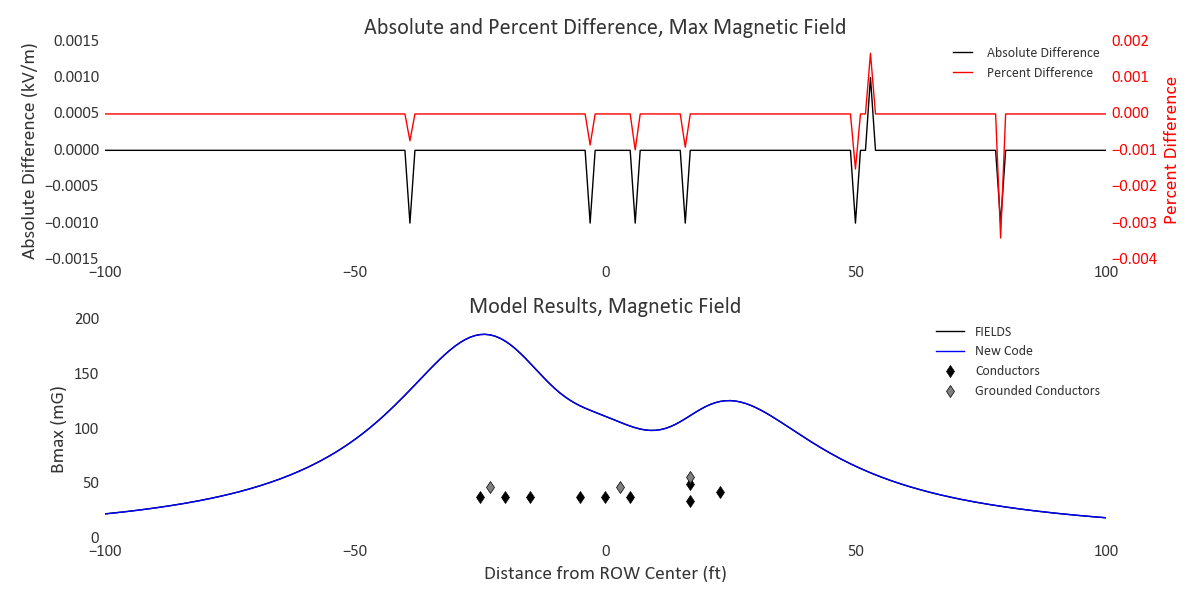 Absolute and Percent Difference, Max Magnetic Field
Absolute Difference (kV/m)
0.0015
0.0010
0.0005
0.0000
−0.0005
−0.0010
−0.0015
−100
−50
0
50
100
Absolute Difference
Percent Difference
0.002
0.001
0.000
−0.001
−0.002
−0.003
−0.004
Percent Difference
Model Results, Magnetic Field
Bmax (mG)
200
150
100
50
0
−100
−50
0
50
100
FIELDS
New Code
Conductors
Grounded Conductors
Distance from ROW Center (ft)